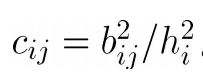 $c_{ij} = b_{ij}^2 / h_i^2.$